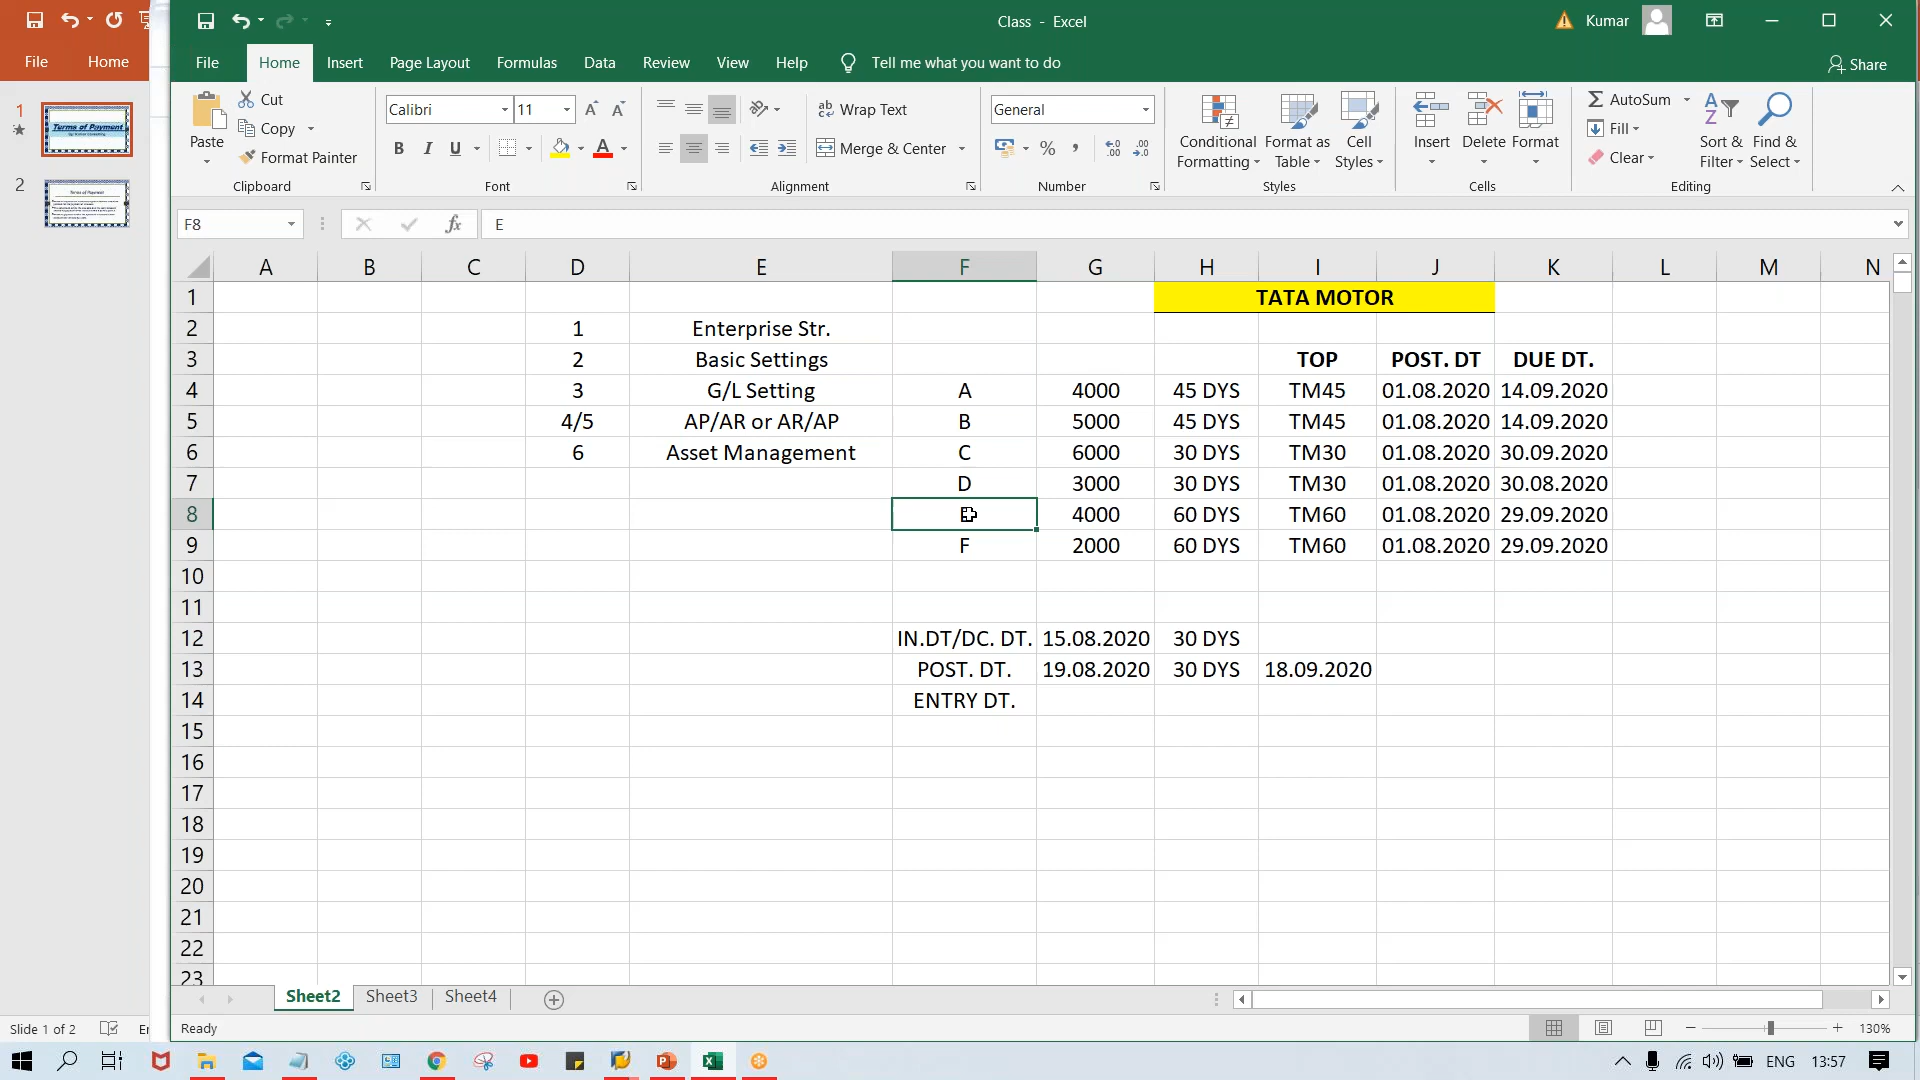 Class - Excel
Kumar
File Home
File Home Insert Page Layout Formulas Data Review View Help Tell me what you want to do
Share
Paste
Cut
Copy
Format Painter
Clipboard
Calibri 11
B I U
Font
Wrap Text
Merge & Center
Alignment
General
Number
Conditional Formatting
Format as Table
Cell Styles
Styles
Insert Delete Format
Cells
AutoSum
Fill
Clear
Sort & Filter
Find & Select
Editing
F8 fx E
1
Terms of Payment
2
Terms of Payment
A B C D E F G H I J K L M N
1 TATA MOTOR
2 1 Enterprise Str.
3 2 Basic Settings TOP POST. DT DUE DT.
4 3 G/L Setting A 4000 45 DYS TM45 01.08.2020 14.09.2020
5 4/5 AP/AR or AR/AP B 5000 45 DYS TM45 01.08.2020 14.09.2020
6 6 Asset Management C 6000 30 DYS TM30 01.08.2020 30.09.2020
7 D 3000 30 DYS TM30 01.08.2020 30.08.2020
8 E 4000 60 DYS TM60 01.08.2020 29.09.2020
9 F 2000 60 DYS TM60 01.08.2020 29.09.2020
10
11
12 IN.DT/DC. DT. 15.08.2020 30 DYS
13 POST. DT. 19.08.2020 30 DYS 18.09.2020
14 ENTRY DT.
15
16
17
18
19
20
21
22
23
Sheet2 Sheet3 Sheet4
Slide 1 of 2
Ready
130%
ENG 13:57